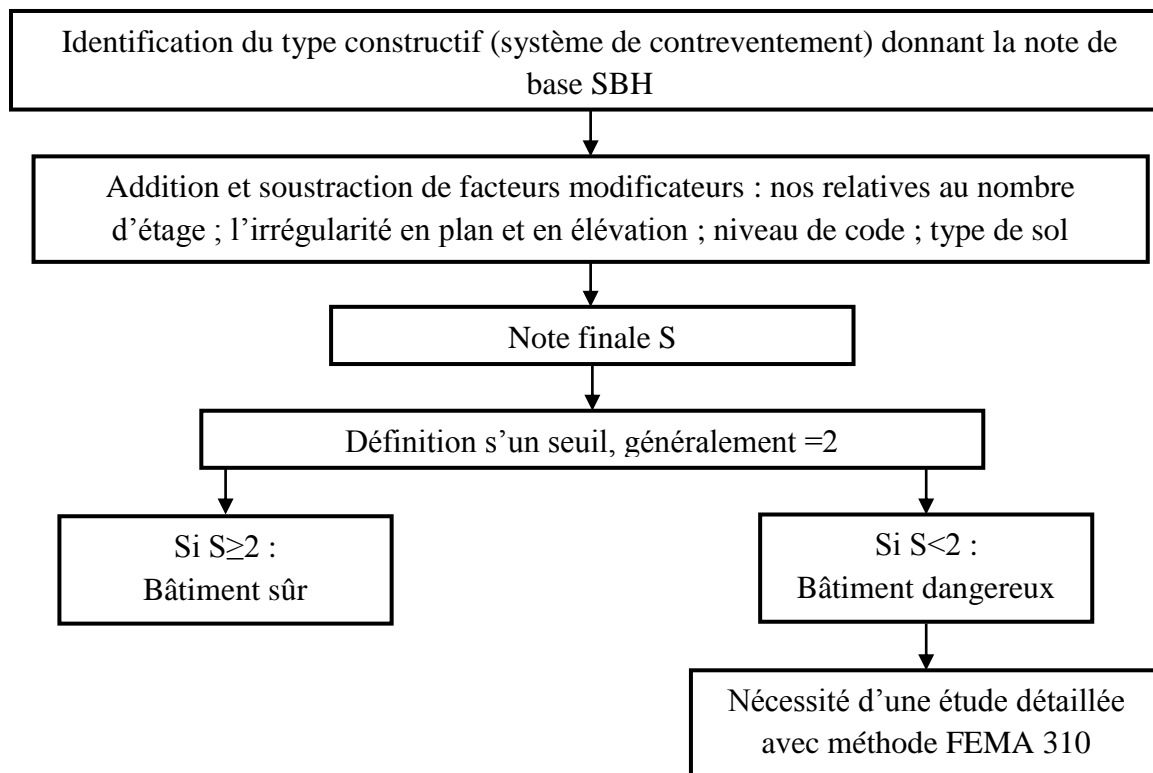 Identification du type constructif (système de contreventement) donnant la note de
base SBH
Addition et soustraction de facteurs modificateurs : nos relatives au nombre
d’étage ; l’irrégularité en plan et en élévation ; niveau de code ; type de sol
Note finale S
Définition s’un seuil, généralement =2
Si S≥2 :
Bâtiment sûr
Si S<2 :
Bâtiment dangereux
Nécessité d’une étude détaillée
avec méthode FEMA 310